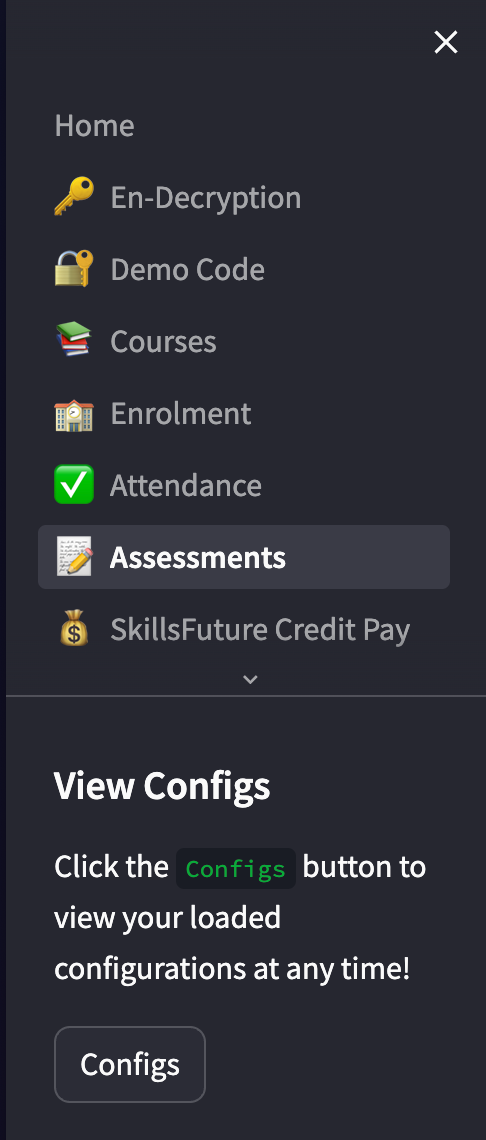 Home
En-Decryption
Demo Code
Courses
Enrolment
Attendance
Assessments
SkillsFuture Credit Pay
View Configs
Click the Configs button to
view your loaded
configurations at any time!
Configs